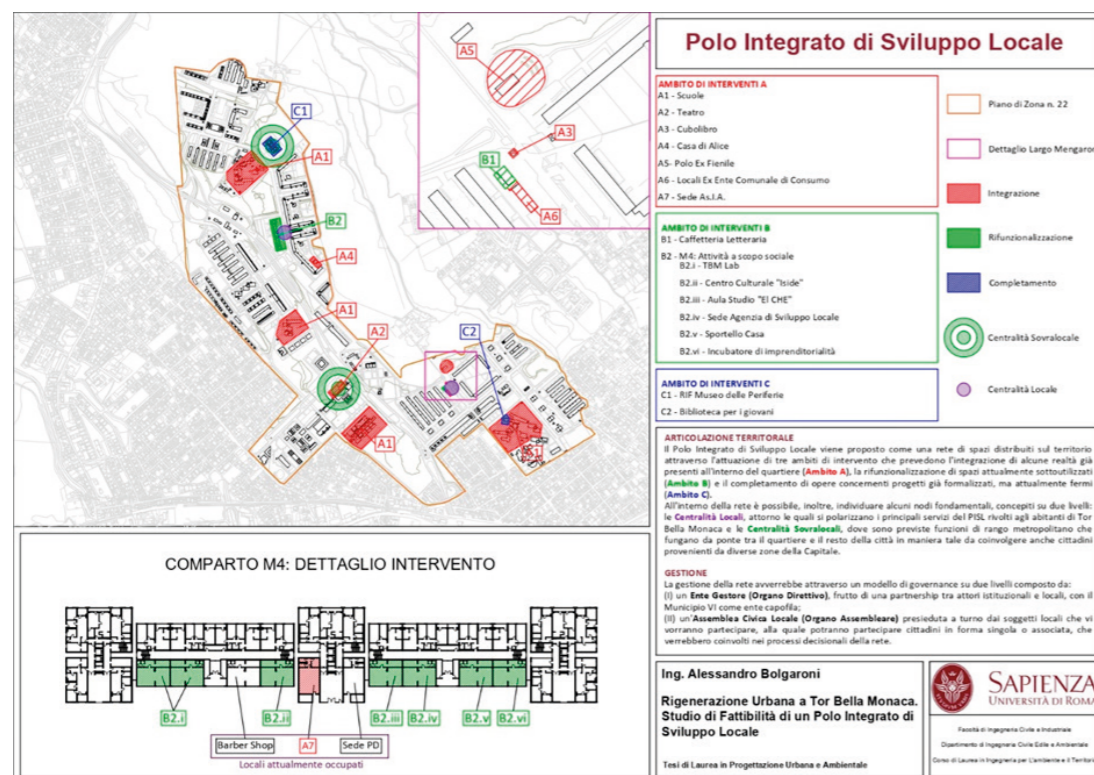 A5
A3
B1
A6
C1
A1
B2
A4
A1
A2
C2
A1
A1
Polo Integrato di Sviluppo Locale
AMBITO DI INTERVENTI A
A1 - Scuole
A2 - Teatro
A3 - Cubolibro
A4 - Casa di Alice
A5- Polo Ex Fienile
A6 - Locali Ex Ente Comunale di Consumo
A7 - Sede As.I.A.
AMBITO DI INTERVENTI B
B1 - Caffetteria Letteraria
B2 - M4: Attività a scopo sociale
B2.i - TBM Lab
B2.ii - Centro Culturale "Iside"
B2.iii - Aula Studio "El CHE"
B2.iv - Sede Agenzia di Sviluppo Locale
B2.v - Sportello Casa
B2.vi - Incubatore di imprenditorialità
AMBITO DI INTERVENTI C
C1 - RIF Museo delle Periferie
C2 - Biblioteca per i giovani
Piano di Zona n. 22
Dettaglio Largo Mengaron
Integrazione
Rifunzionalizzazione
Completamento
Centralità Sovralocale
Centralità Locale
ARTICOLAZIONE TERRITORALE
Il Polo Integrato di Sviluppo Locale viene proposto come una rete di spazi distribuiti sul territorio
attraverso l'attuazione di tre ambiti di intervento che prevedono l'integrazione di alcune realtà già
presenti all'interno del quartiere (Ambito A), la rifunzionalizzazione di spazi attualmente sottoutilizzati
(Ambito B) e il completamento di opere concernenti progetti già formalizzati, ma attualmente fermi
(Ambito C).
All'interno della rete è possibile, inoltre, individuare alcuni nodi fondamentali, concepiti su due livelli:
le Centralità Locali, attorno le quali si polarizzano i principali servizi del PISL rivolti agli abitanti di Tor
Bella Monaca e le Centralità Sovralocali, dove sono previste funzioni di rango metropolitano che
fungano da ponte tra il quartiere e il resto della città in maniera tale da coinvolgere anche cittadini
provenienti da diverse zone della Capitale.
GESTIONE
La gestione della rete avverrebbe attraverso un modello di governance su due livelli composto da:
(I) un Ente Gestore (Organo Direttivo), frutto di una partnership tra attori istituzionali e locali, con il
Municipio VI come ente capofila;
(II) un'Assemblea Civica Locale (Organo Assembleare) presieduta a turno dai soggetti locali che vi
vorranno partecipare, alla quale potranno partecipare cittadini in forma singola o associata, che
verrebbero coinvolti nei processi decisionali della rete.
COMPARTO M4: DETTAGLIO INTERVENTO
B2.i
B2.ii
B2.iii
B2.iv
B2.v
B2.vi
Barber Shop
A7
Sede PD
Locali attualmente occupati
Ing. Alessandro Bolgaroni
Rigenerazione Urbana a Tor Bella Monaca.
Studio di Fattibilità di un Polo Integrato di
Sviluppo Locale
Tesi di Laurea in Progettazione Urbana e Ambientale
SAPIENZA
UNIVERSITÀ DI ROMA
Facoltà di Ingegneria Civile e Industriale
Dipartimento di Ingegneria Civile Edile e Ambientale
Corso di Laurea in Ingegneria per L'ambiente e il Territori